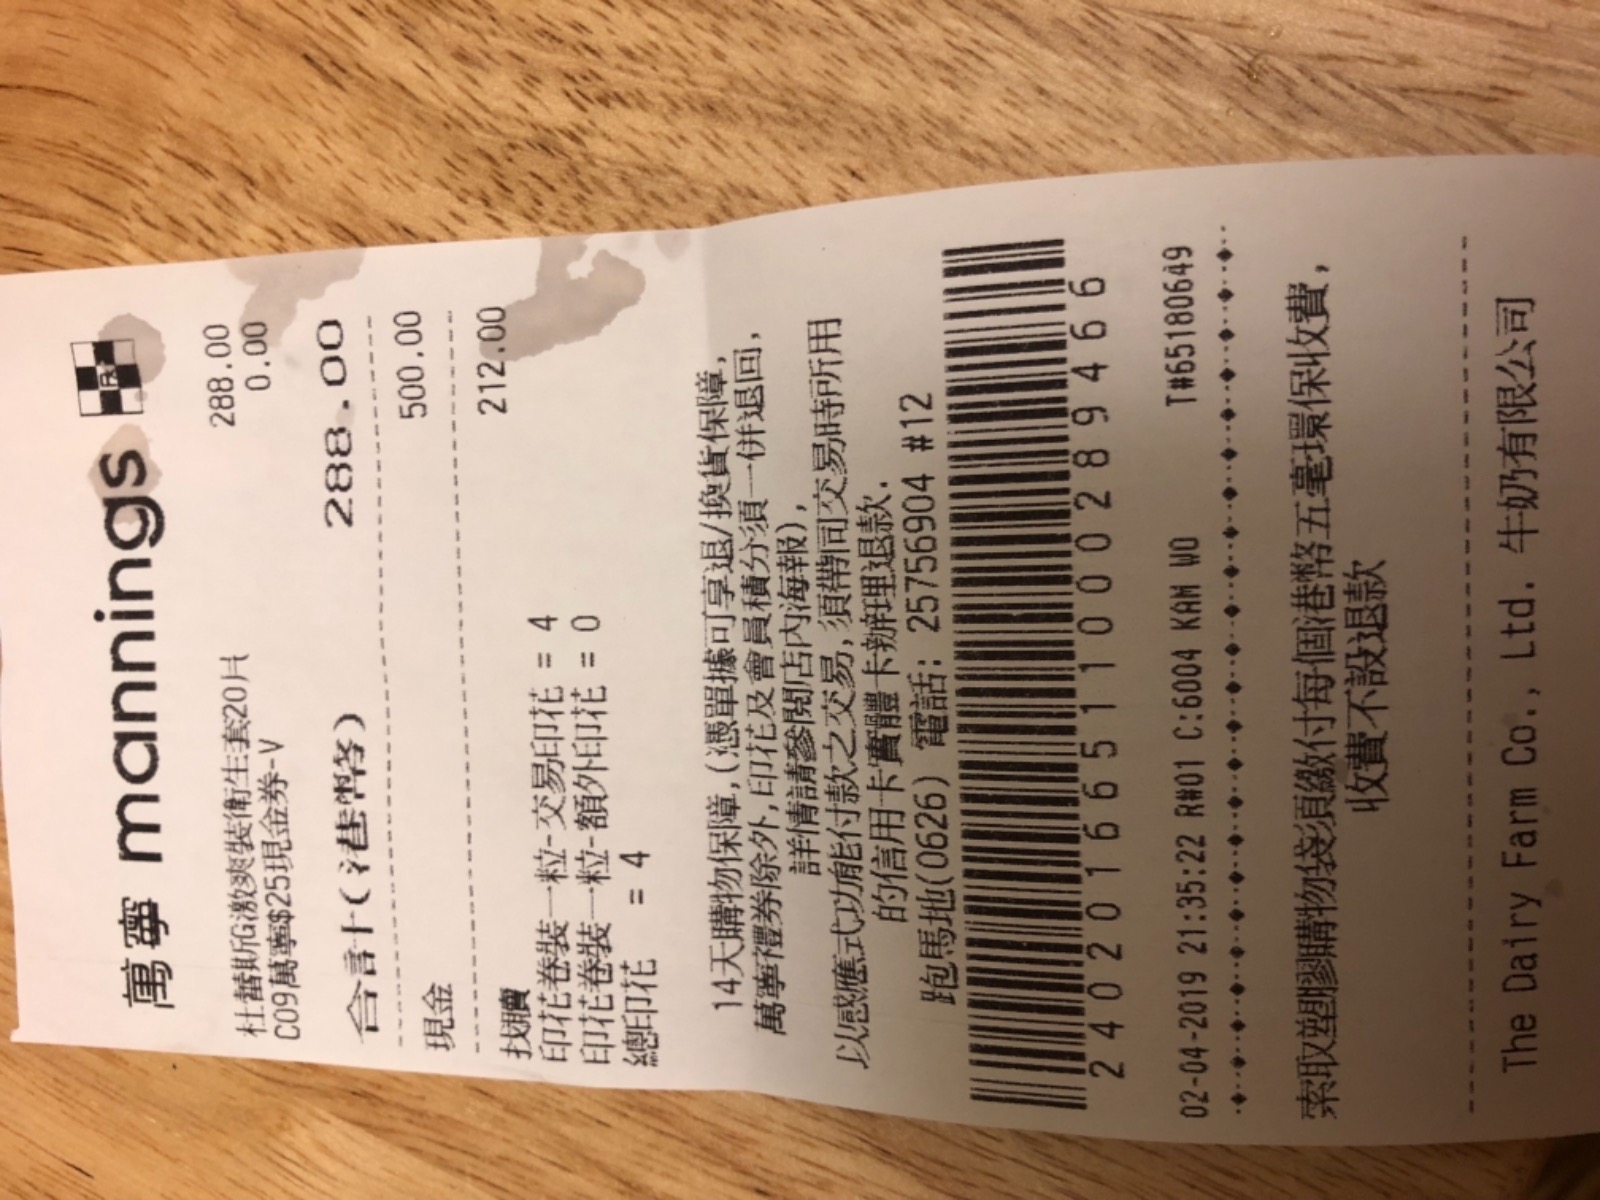 萬寧 mannings Rx
杜蕾斯G激爽裝衛生套20片 288.00
C09萬寧$25現金券-V 0.00
合計(港幣) 288.00
現金 500.00
找贖 212.00
印花卷裝一粒-交易印花 = 4
印花卷裝一粒-額外印花 = 0
總印花 = 4
14天購物保障,(憑單據可享退/換貨保障,
萬寧禮券除外,印花及會員積分須一併退回,
詳情請參閱店內海報),
以感應式功能付款之交易,須帶同交易時所用
的信用卡實體卡辦理退款.
跑馬地(0626) 電話: 25756904 #12
24020166511000289466
02-04-2019 21:35:22 R#01 C:6004 KAM WO T#65180649
索取塑膠購物袋須繳付每個港幣五毫環保收費,
收費不設退款
The Dairy Farm Co., Ltd. 牛奶有限公司